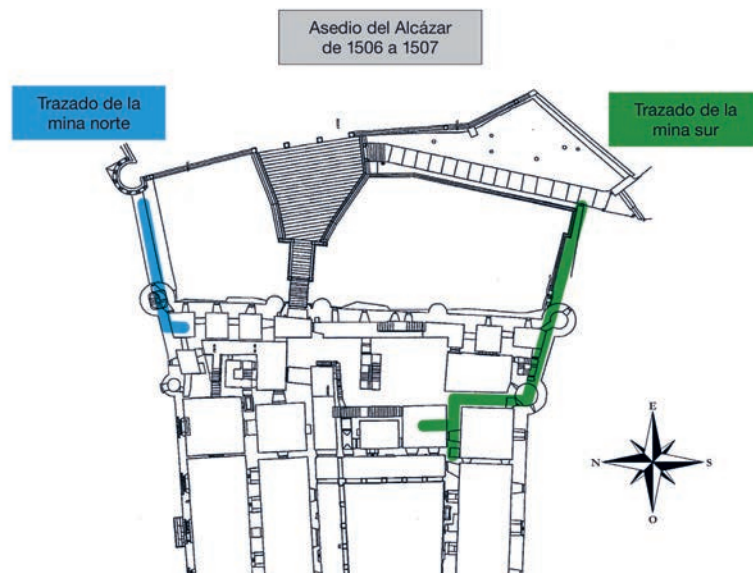 Asedio del Alcázar
de 1506 a 1507
Trazado de la
mina norte
Trazado de la
mina sur
E
N
S
O